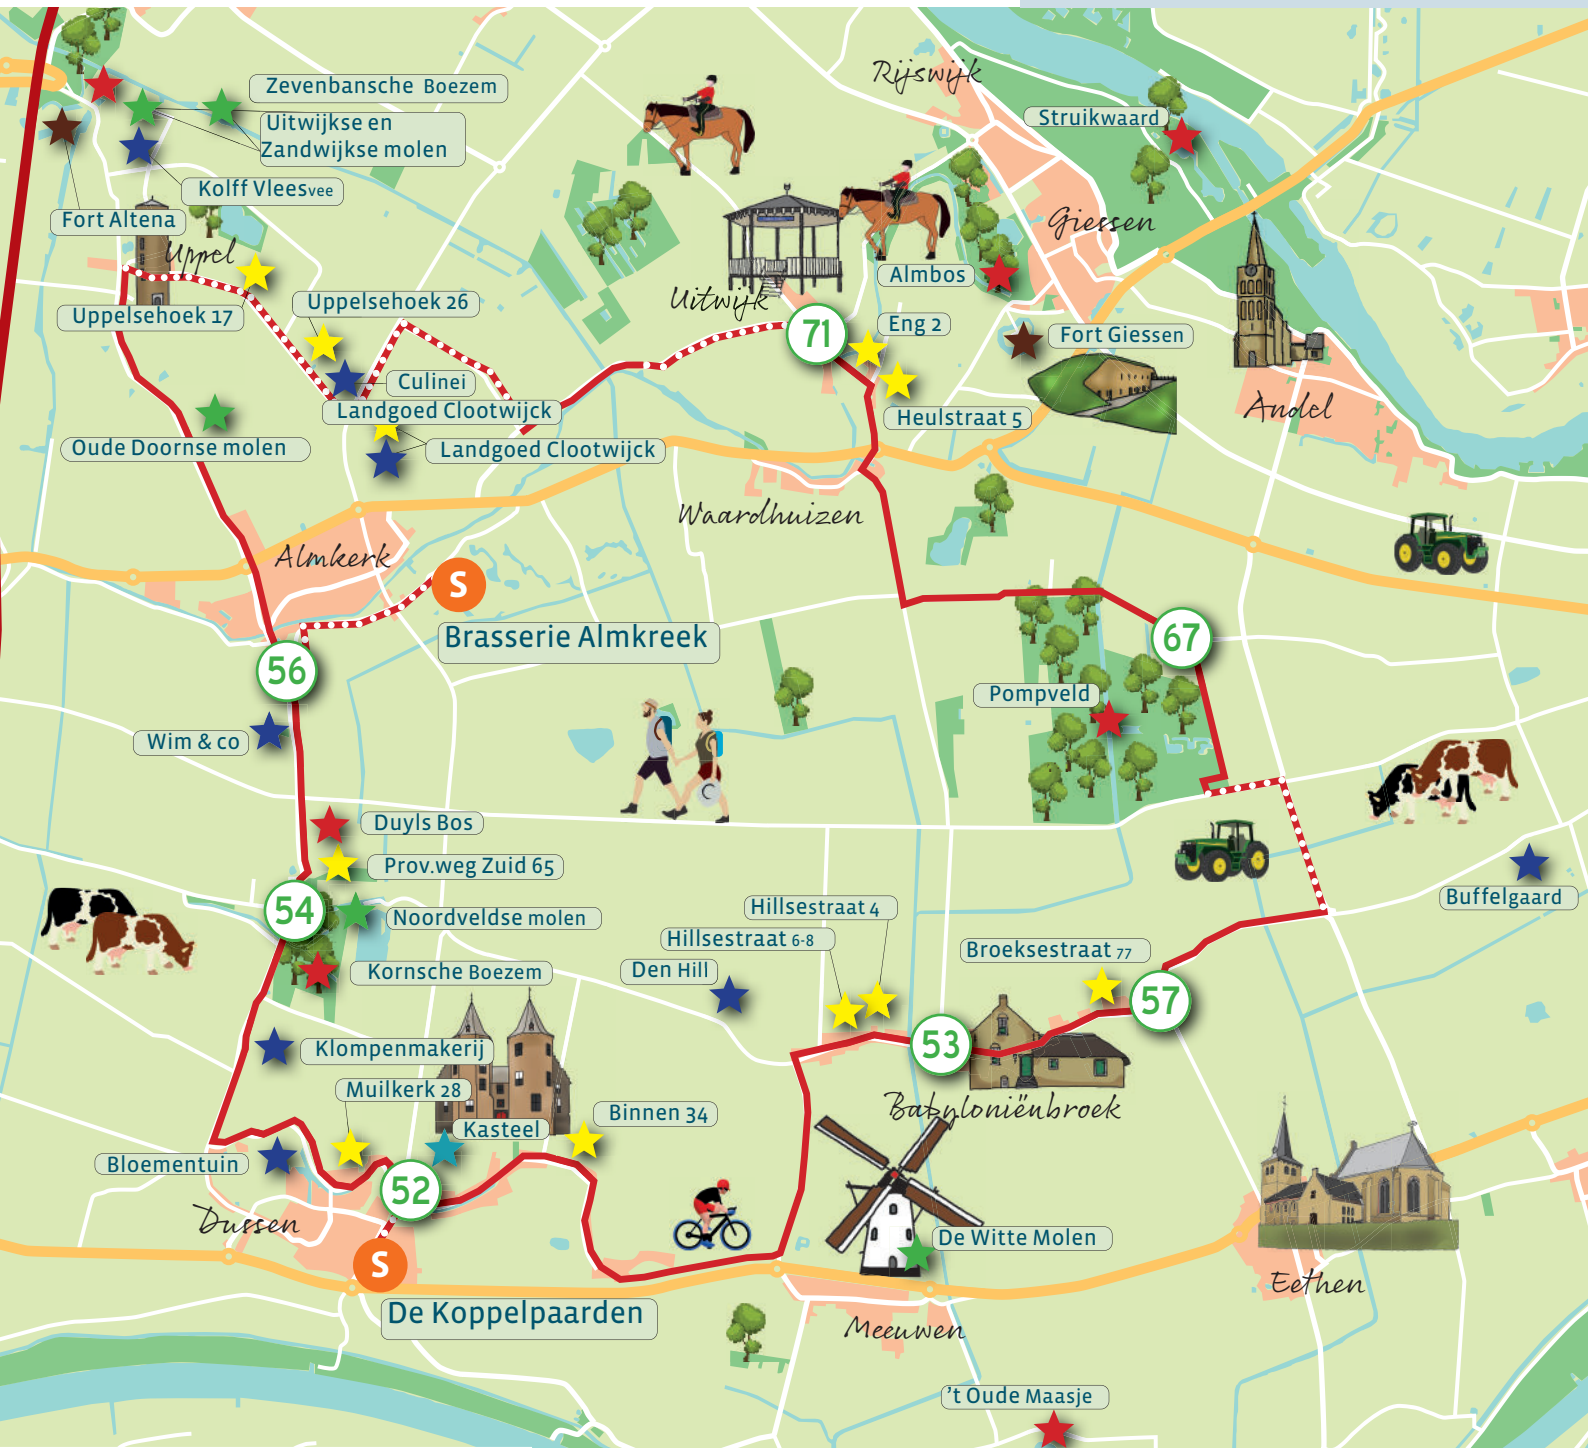 Rijswijk
Zevenbansche Boezem
Uitwijkse en
Zandwijkse molen
Struikwaard
Kolff Vleesvee
Fort Altena
Uppel
Giessen
Almbos
Uitwijk
Uppelsehoek 17
Uppelsehoek 26
71
Eng 2
Fort Giessen
Culinei
Landgoed Clootwijck
Heulstraat 5
Andel
Oude Doornse molen
Landgoed Clootwijck
Waardhuizen
Almkerk
S
Brasserie Almkreek
67
56
Pompveld
Wim & co
Duyls Bos
Prov.weg Zuid 65
Buffelgaard
54
Noordveldse molen
Hillsestraat 4
Hillsestraat 6-8
Broeksestraat 77
Den Hill
Kornsche Boezem
57
53
Klompenmakerij
Muilkerk 28
Babyloniënbroek
Binnen 34
Kasteel
Bloementuin
52
Dussen
De Witte Molen
S
Eethen
De Koppelpaarden
Meeuwen
't Oude Maasje